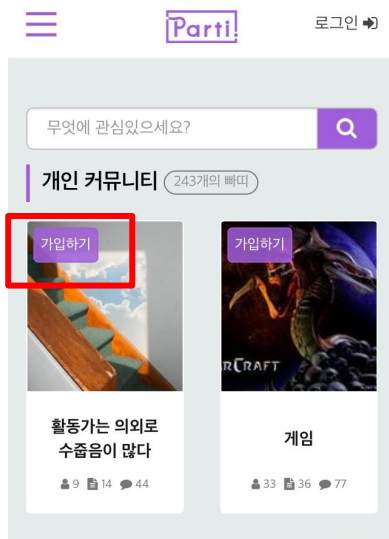 Parti!
로그인
무엇에 관심있으세요?
개인 커뮤니티 243개의 빠띠
가입하기
가입하기
RCRAFT
활동가는 의외로
수줍음이 많다
게임
9 14 44
33 36 77